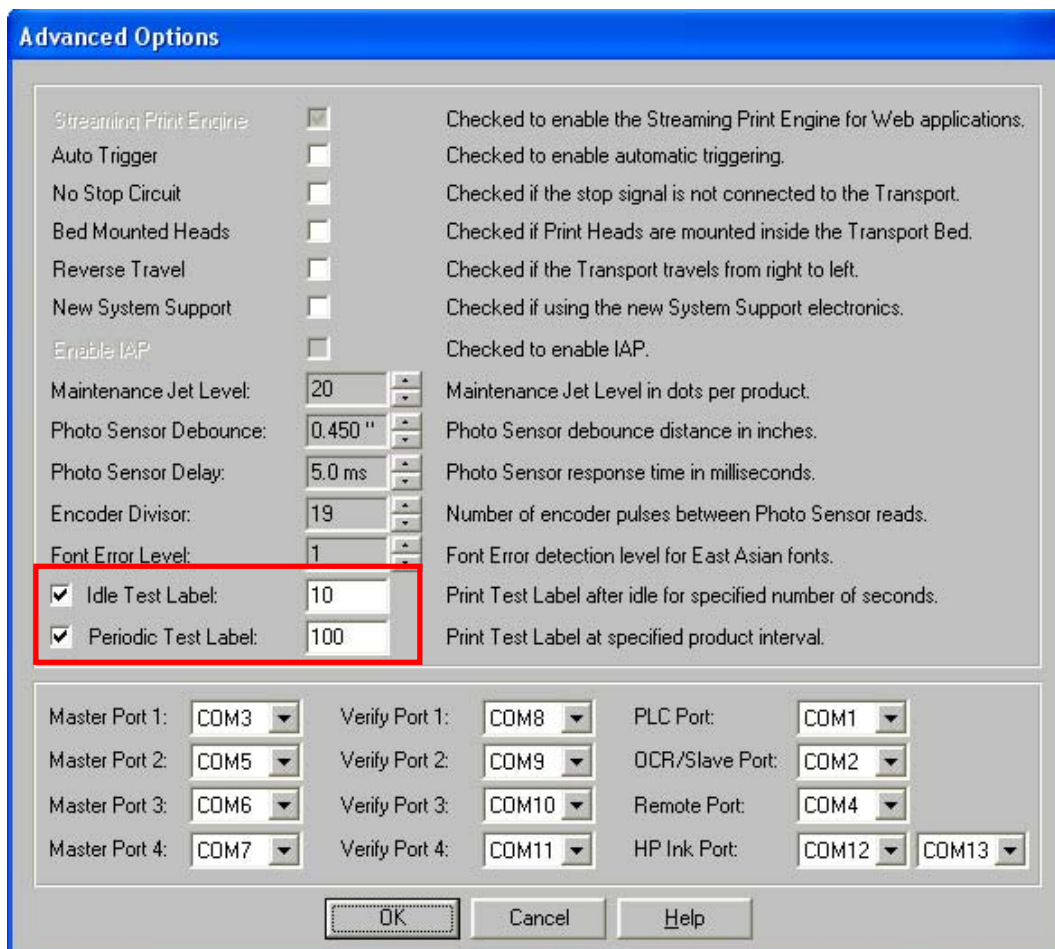 Advanced Options
Streaming Print Engine Checked to enable the Streaming Print Engine for Web applications.
Auto Trigger Checked to enable automatic triggering.
No Stop Circuit Checked if the stop signal is not connected to the Transport.
Bed Mounted Heads Checked if Print Heads are mounted inside the Transport Bed.
Reverse Travel Checked if the Transport travels from right to left.
New System Support Checked if using the new System Support electronics.
Enable IAP Checked to enable IAP.
Maintenance Jet Level: 20 Maintenance Jet Level in dots per product.
Photo Sensor Debounce: 0.450 " Photo Sensor debounce distance in inches.
Photo Sensor Delay: 5.0 ms Photo Sensor response time in milliseconds.
Encoder Divisor: 19 Number of encoder pulses between Photo Sensor reads.
Font Error Level: 1 Font Error detection level for East Asian fonts.
Idle Test Label: 10 Print Test Label after idle for specified number of seconds.
Periodic Test Label: 100 Print Test Label at specified product interval.
Master Port 1: COM3 Verify Port 1: COM8 PLC Port: COM1
Master Port 2: COM5 Verify Port 2: COM9 OCR/Slave Port: COM2
Master Port 3: COM6 Verify Port 3: COM10 Remote Port: COM4
Master Port 4: COM7 Verify Port 4: COM11 HP Ink Port: COM12 COM13
OK Cancel Help